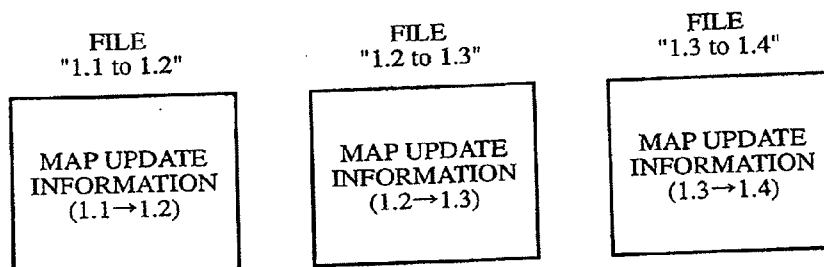 FILE
"1.1 to 1.2"
MAP UPDATE
INFORMATION
(1.1→1.2)
FILE
"1.2 to 1.3"
MAP UPDATE
INFORMATION
(1.2→1.3)
FILE
"1.3 to 1.4"
MAP UPDATE
INFORMATION
(1.3→1.4)